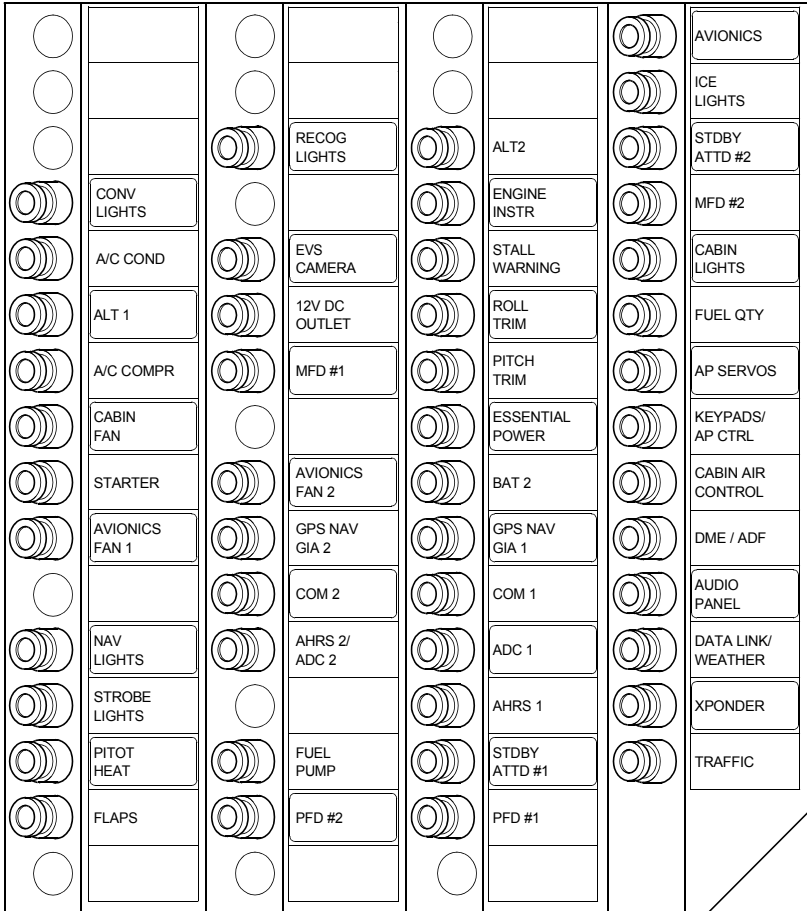 CONV
LIGHTS
A/C COND
ALT 1
A/C COMPR
CABIN
FAN
STARTER
AVIONICS
FAN 1
NAV
LIGHTS
STROBE
LIGHTS
PITOT
HEAT
FLAPS
RECOG
LIGHTS
EVS
CAMERA
12V DC
OUTLET
MFD #1
AVIONICS
FAN 2
GPS NAV
GIA 2
COM 2
AHRS 2/
ADC 2
FUEL
PUMP
PFD #2
ALT2
ENGINE
INSTR
STALL
WARNING
ROLL
TRIM
PITCH
TRIM
ESSENTIAL
POWER
BAT 2
GPS NAV
GIA 1
COM 1
ADC 1
AHRS 1
STDBY
ATTD #1
PFD #1
AVIONICS
ICE
LIGHTS
STDBY
ATTD #2
MFD #2
CABIN
LIGHTS
FUEL QTY
AP SERVOS
KEYPADS/
AP CTRL
CABIN AIR
CONTROL
DME / ADF
AUDIO
PANEL
DATA LINK/
WEATHER
XPONDER
TRAFFIC